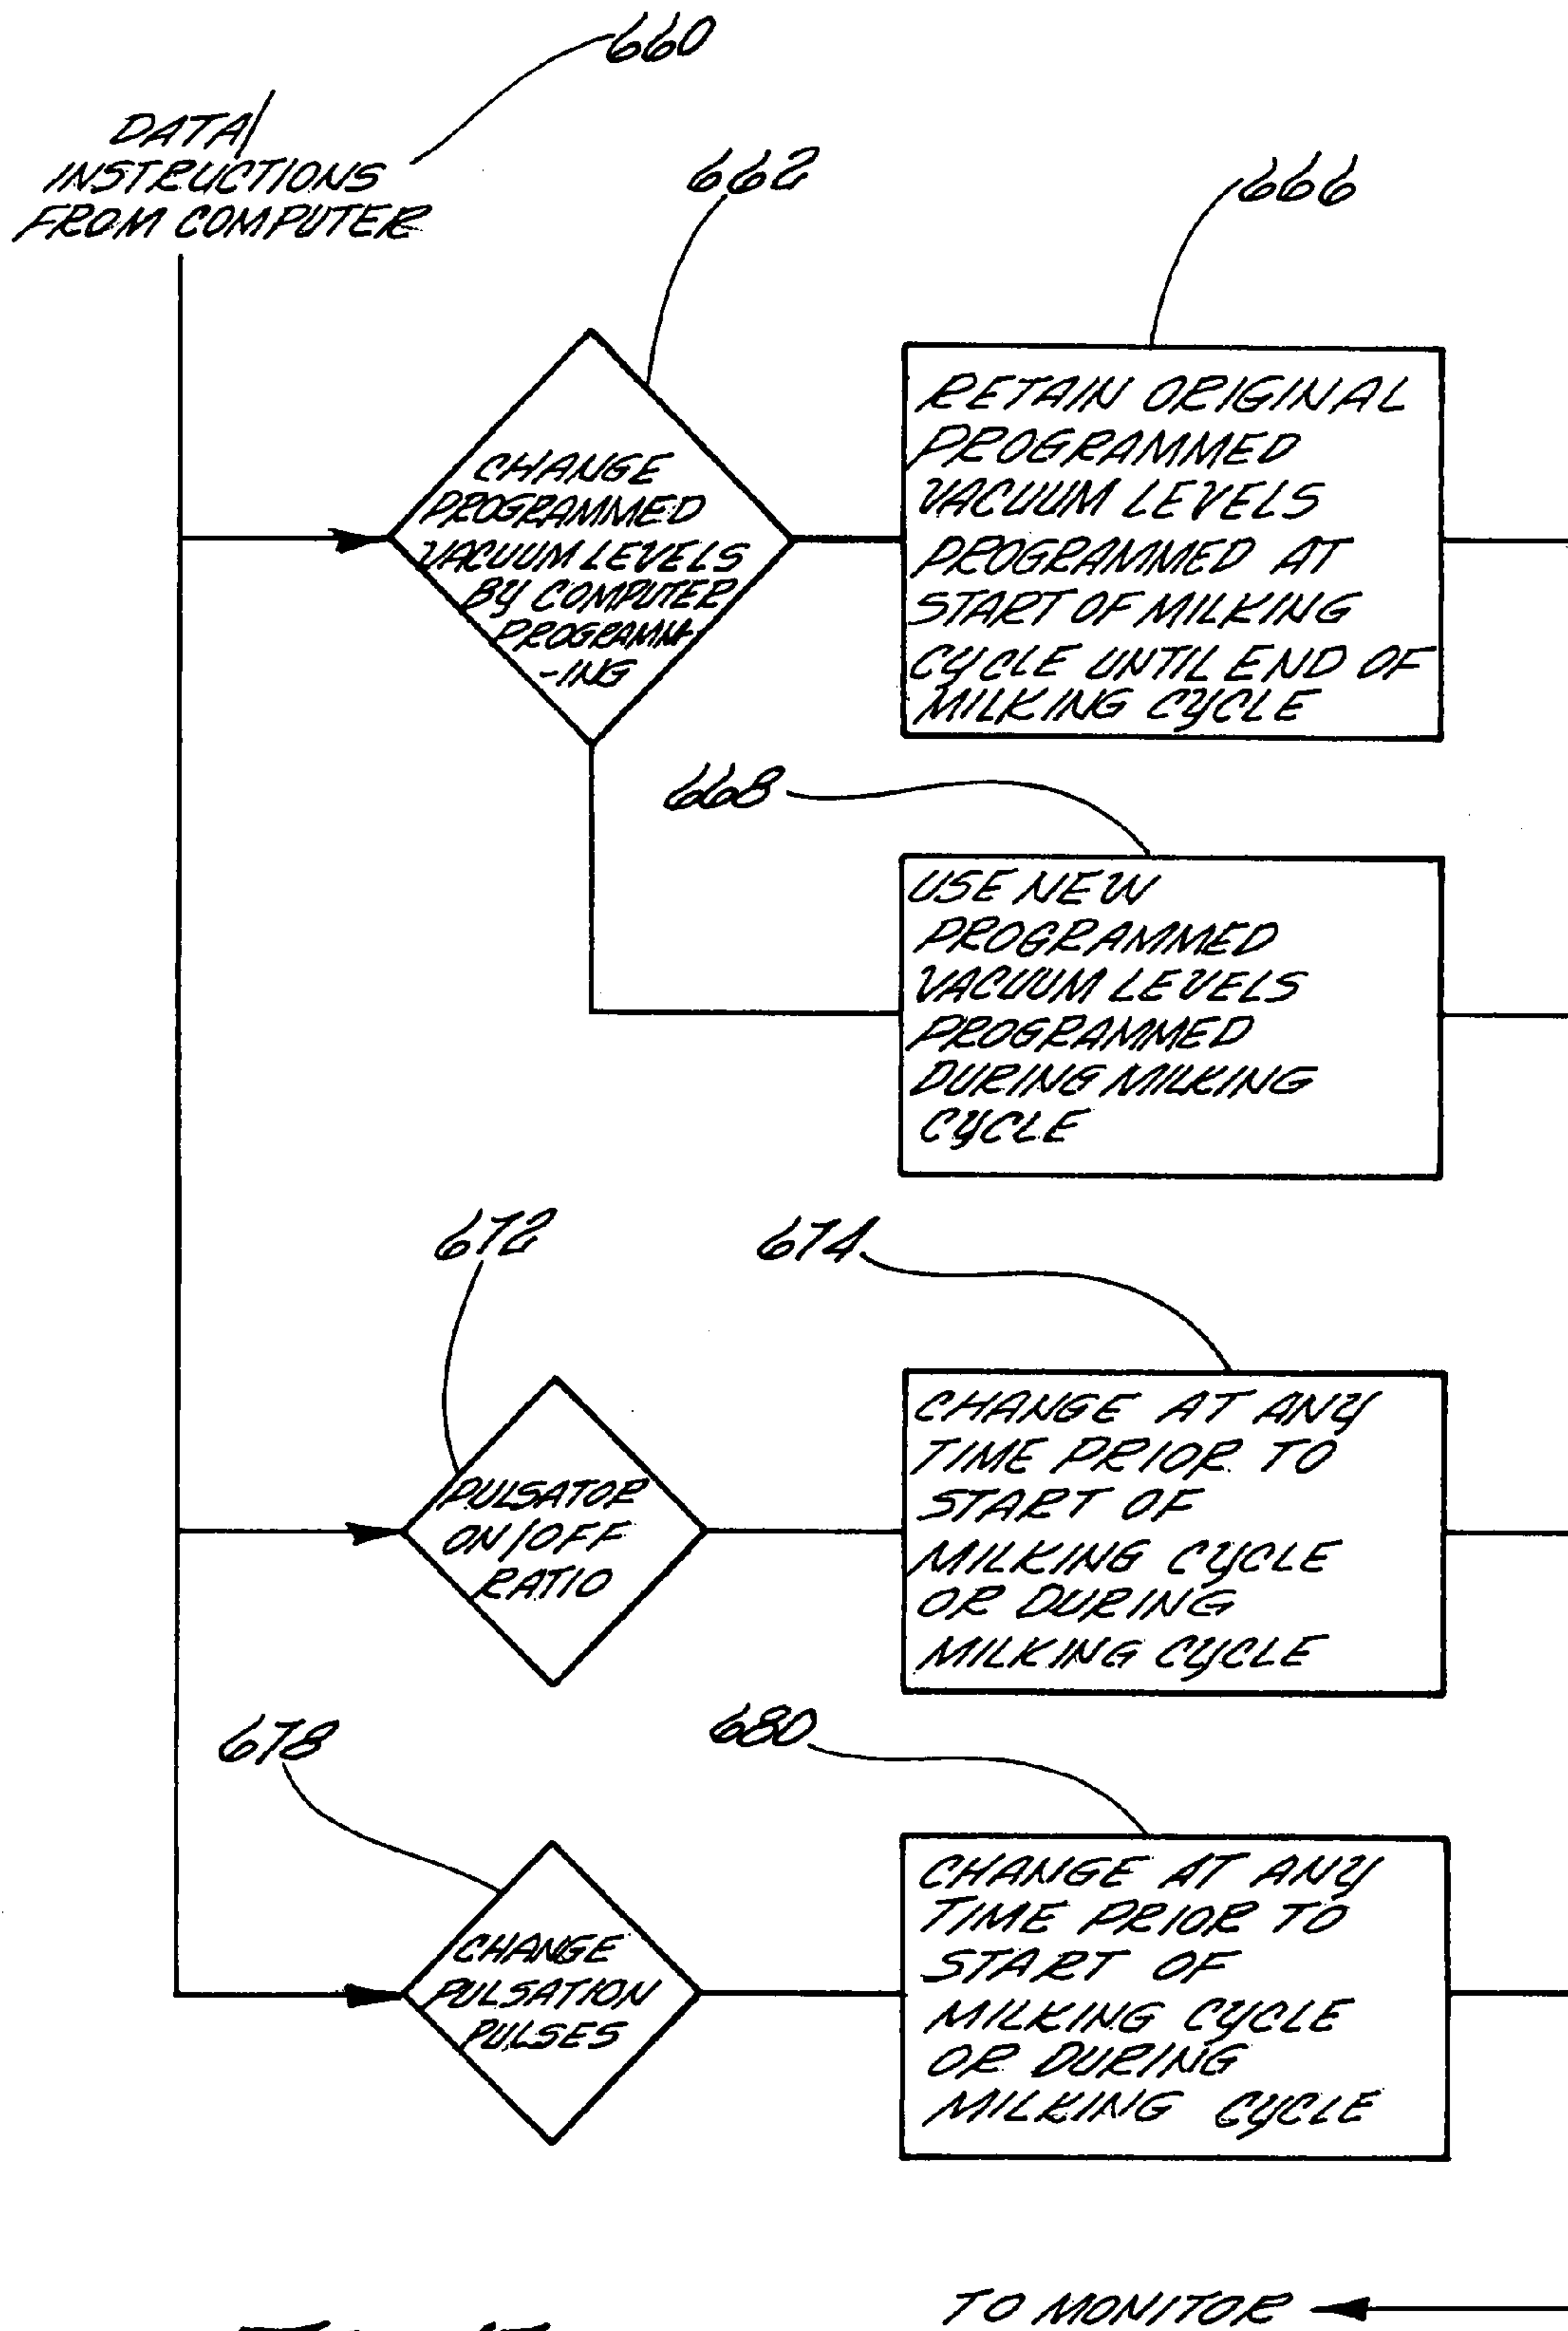 660
DATA/
INSTRUCTIONS
FROM COMPUTER
662
666
CHANGE
PROGRAMMED
VACUUM LEVELS
BY COMPUTER
PROGRAMM
-ING
RETAIN ORIGINAL
PROGRAMMED
VACUUM LEVELS
PROGRAMMED AT
START OF MILKING
CYCLE UNTIL END OF
MILKING CYCLE
668
USE NEW
PROGRAMMED
VACUUM LEVELS
PROGRAMMED
DURING MILKING
CYCLE
672
674
PULSATOR
ON/OFF
RATIO
CHANGE AT ANY
TIME PRIOR TO
START OF
MILKING CYCLE
OR DURING
MILKING CYCLE
678
680
CHANGE
PULSATION
PULSES
CHANGE AT ANY
TIME PRIOR TO
START OF
MILKING CYCLE
OR DURING
MILKING CYCLE
TO MONITOR